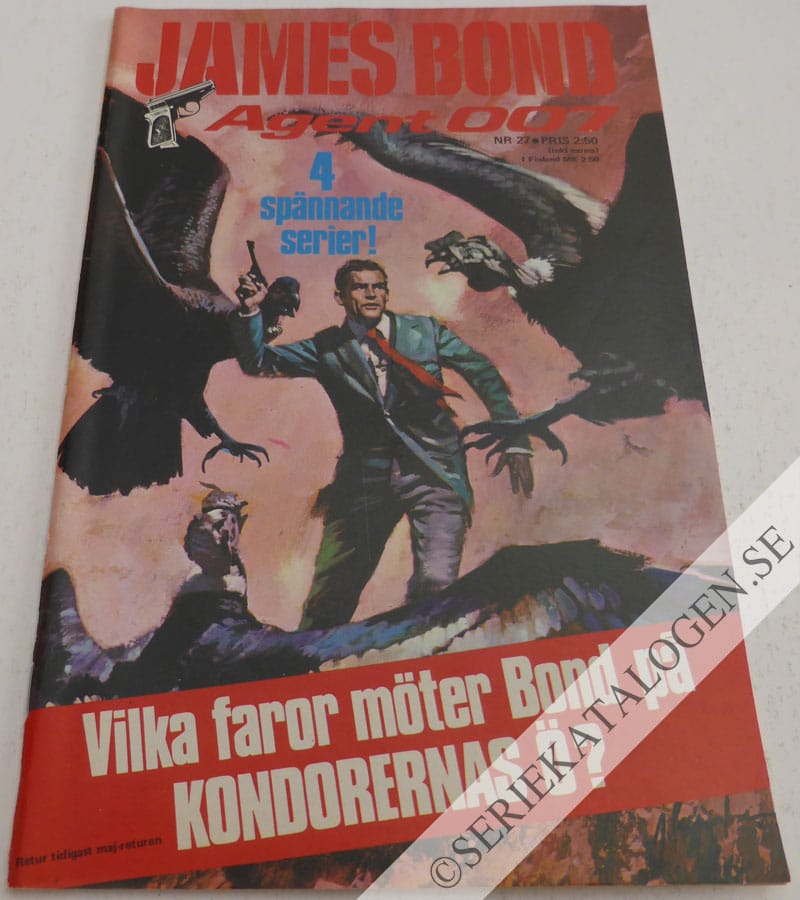 JAMES BOND
Agent 007
NR 27 • PRIS 2:50
(inkl moms)
I Finland MK 2:50
4
spännande
serier!
Vilka faror möter Bond på
KONDORERNAS Ö?
Retur tidigast maj-returen
©SERIEKATALOGEN.SE